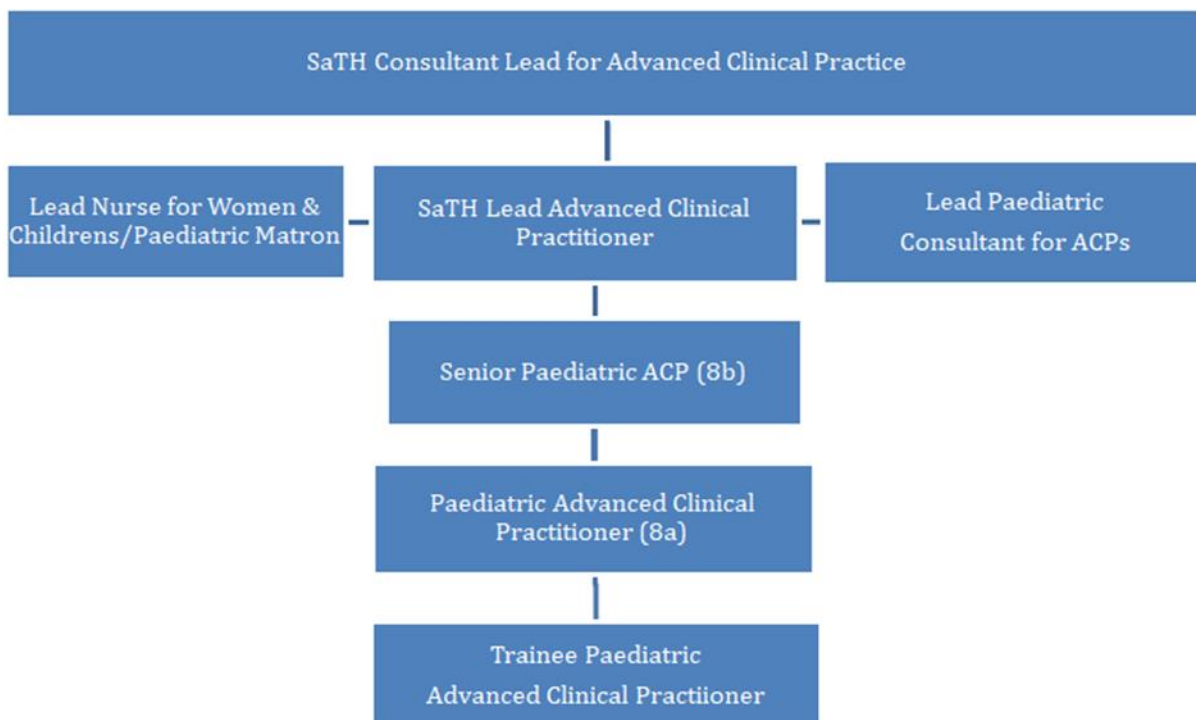 SaTH Consultant Lead for Advanced Clinical Practice
Lead Nurse for Women &
Childrens/Paediatric Matron
SaTH Lead Advanced Clinical
Practitioner
Lead Paediatric
Consultant for ACPs
Senior Paediatric ACP (8b)
Paediatric Advanced Clinical
Practitioner (8a)
Trainee Paediatric
Advanced Clinical Practiioner